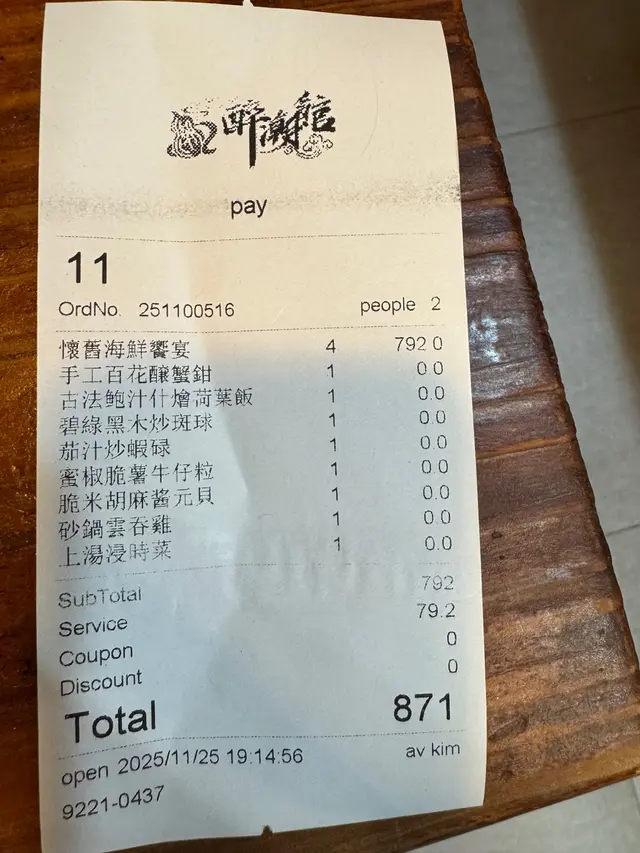 醉潮館
pay
11
OrdNo. 251100516 people 2
懷舊海鮮饗宴 4 792.0
手工百花釀蟹鉗 1 0.0
古法鮑汁什燴荷葉飯 1 0.0
碧綠黑木炒斑球 1 0.0
茄汁炒蝦碌 1 0.0
蜜椒脆薯牛仔粒 1 0.0
脆米胡麻酱元貝 1 0.0
砂鍋雲吞雞 1 0.0
上湯浸時菜 1 0.0
SubTotal 792
Service 79.2
Coupon 0
Discount 0
Total 871
open 2025/11/25 19:14:56 av kim
9221-0437